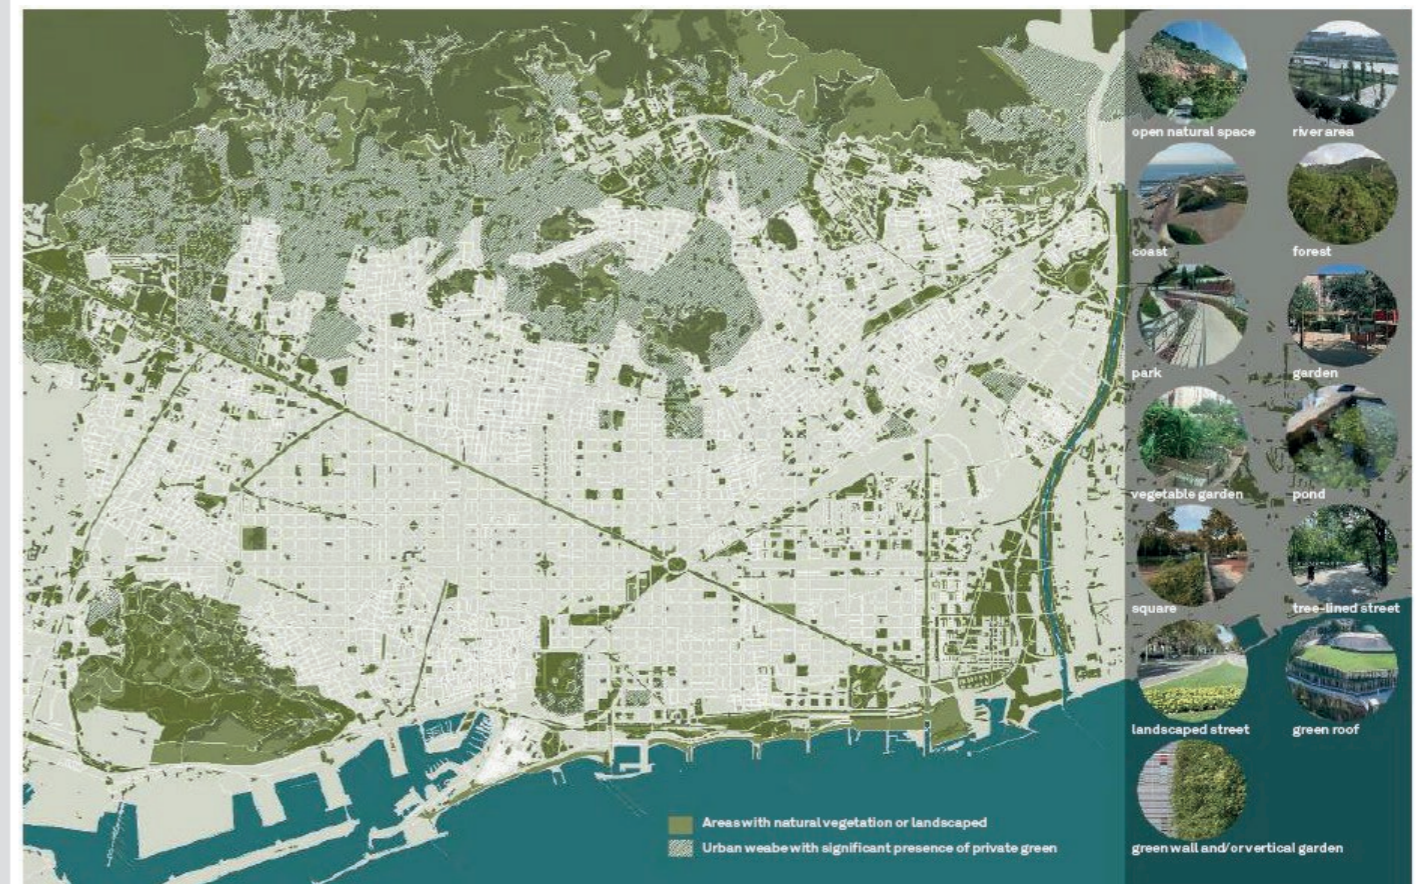 open natural space
river area
coast
forest
park
garden
vegetable garden
pond
square
tree-lined street
landscaped street
green roof
green wall and/or vertical garden
Areas with natural vegetation or landscaped
Urban weabe with significant presence of private green